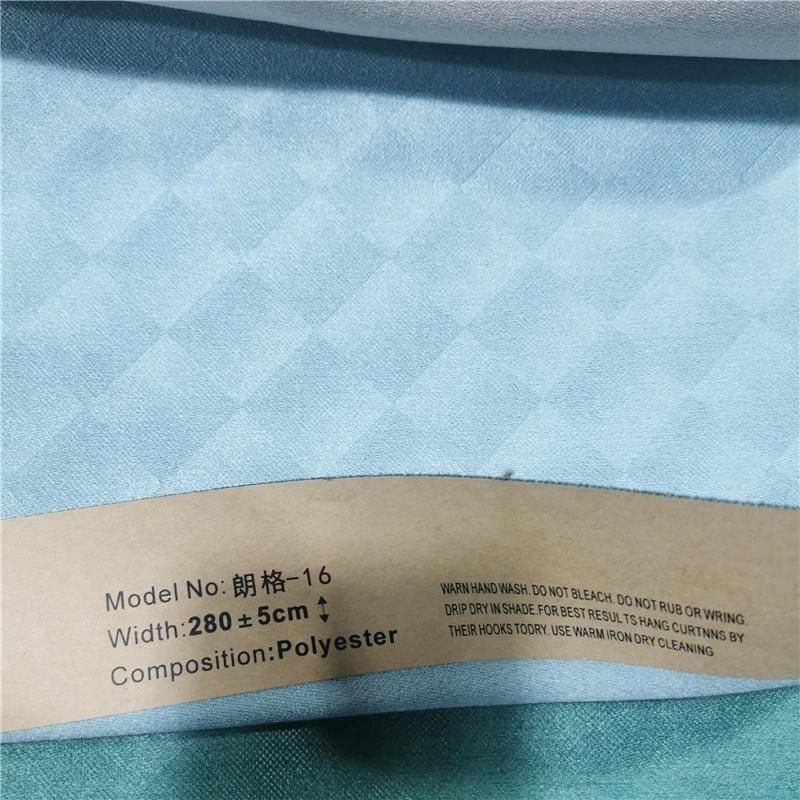 Model No: 朗格-16
Width: 280±5cm
Composition:Polyester
WARN HAND WASH. DO NOT BLEACH. DO NOT RUB OR WRING.
DRIP DRY IN SHADE. FOR BEST RESULTS HANG CURTNNS BY
THEIR HOOKS TODRY. USE WARM IRON DRY CLEANING